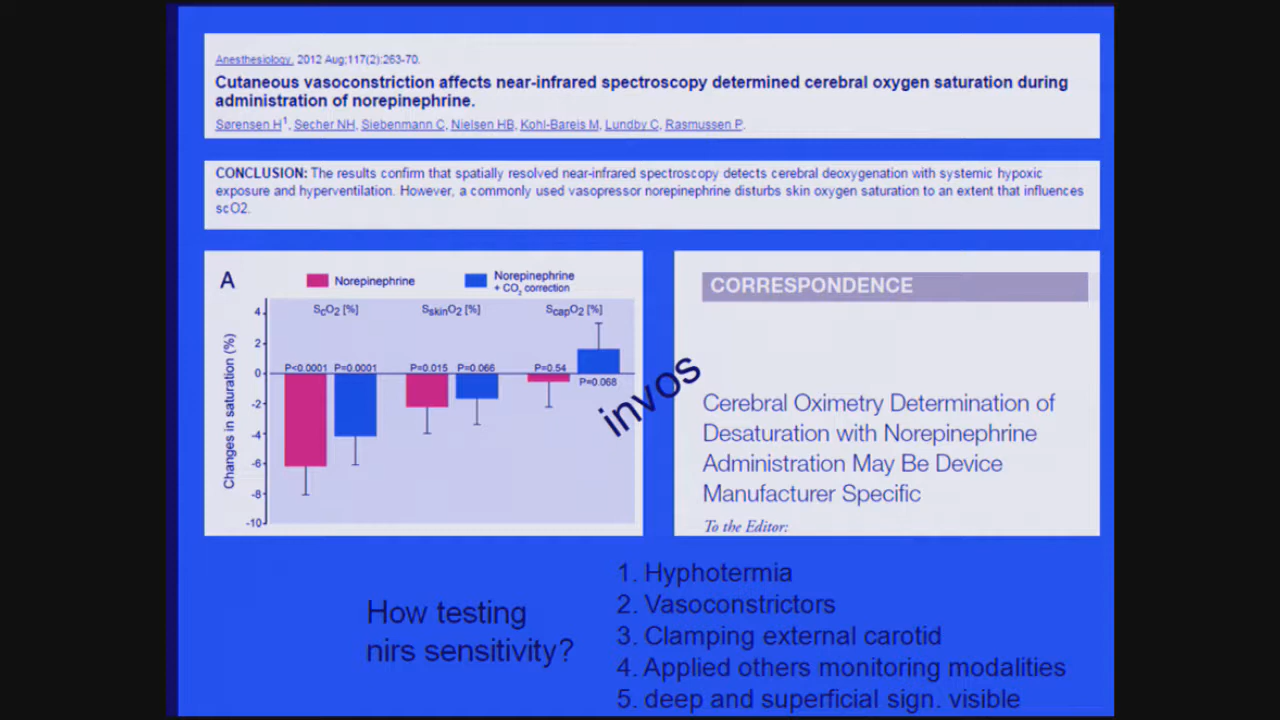 Anesthesiology. 2012 Aug;117(2):263-70.
Cutaneous vasoconstriction affects near-infrared spectroscopy determined cerebral oxygen saturation during
administration of norepinephrine.
Sørensen H1, Secher NH, Siebenmann C, Nielsen HB, Kohl-Bareis M, Lundby C, Rasmussen P.
CONCLUSION: The results confirm that spatially resolved near-infrared spectroscopy detects cerebral deoxygenation with systemic hypoxic
exposure and hyperventilation. However, a commonly used vasopressor norepinephrine disturbs skin oxygen saturation to an extent that influences
scO2.
A
Norepinephrine
Norepinephrine
+ CO2 correction
ScO2 [%]
SskinO2 [%]
ScapO2 [%]
Changes in saturation (%)
4
2
0
-2
-4
-6
-8
-10
P<0.0001
P=0.0001
P=0.015
P=0.066
P=0.54
P=0.068
invos
CORRESPONDENCE
Cerebral Oximetry Determination of
Desaturation with Norepinephrine
Administration May Be Device
Manufacturer Specific
To the Editor:
How testing
nirs sensitivity?
1. Hyphotermia
2. Vasoconstrictors
3. Clamping external carotid
4. Applied others monitoring modalities
5. deep and superficial sign. visible